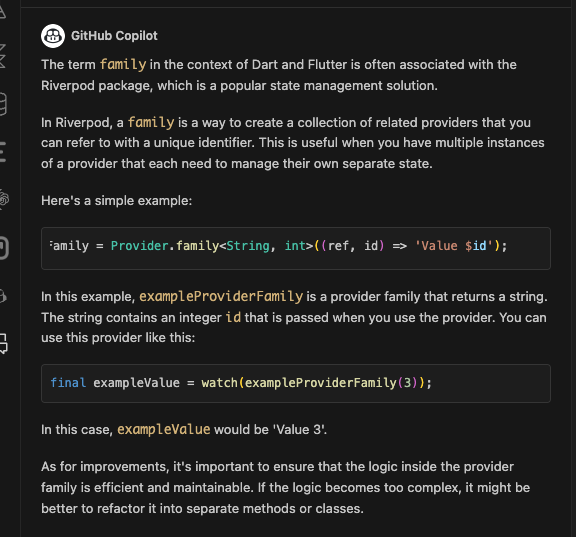 GitHub Copilot
The term family in the context of Dart and Flutter is often associated with the
Riverpod package, which is a popular state management solution.
In Riverpod, a family is a way to create a collection of related providers that you
can refer to with a unique identifier. This is useful when you have multiple instances
of a provider that each need to manage their own separate state.
Here's a simple example:
Family = Provider.family<String, int>((ref, id) => 'Value $id');
In this example, exampleProviderFamily is a provider family that returns a string.
The string contains an integer id that is passed when you use the provider. You can
use this provider like this:
final exampleValue = watch(exampleProviderFamily(3));
In this case, exampleValue would be 'Value 3'.
As for improvements, it's important to ensure that the logic inside the provider
family is efficient and maintainable. If the logic becomes too complex, it might be
better to refactor it into separate methods or classes.